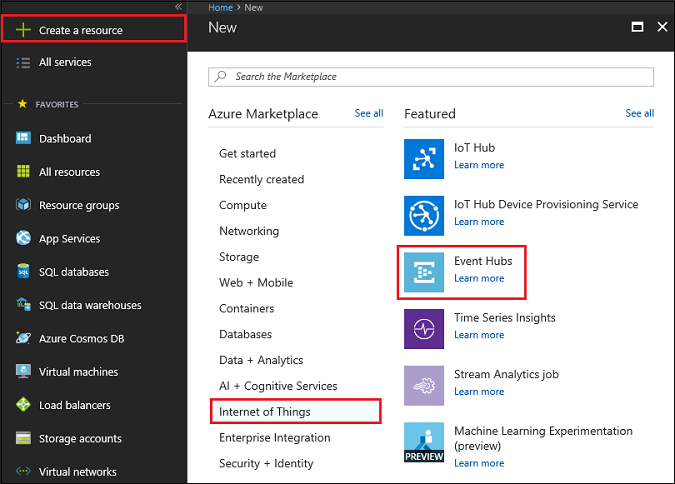 Create a resource
All services
FAVORITES
Dashboard
All resources
Resource groups
App Services
SQL databases
SQL data warehouses
Azure Cosmos DB
Virtual machines
Load balancers
Storage accounts
Virtual networks
Home > New
New
Search the Marketplace
Azure Marketplace
See all
Get started
Recently created
Compute
Networking
Storage
Web + Mobile
Containers
Databases
Data + Analytics
AI + Cognitive Services
Internet of Things
Enterprise Integration
Security + Identity
Featured
See all
IoT Hub
Learn more
IoT Hub Device Provisioning Service
Learn more
Event Hubs
Learn more
Time Series Insights
Learn more
Stream Analytics job
Learn more
PREVIEW
Machine Learning Experimentation
(preview)
Learn more